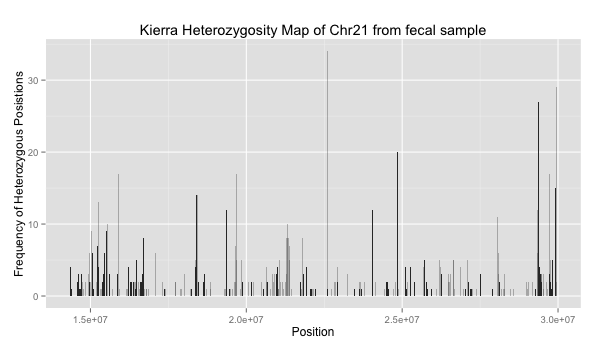 Kierra Heterozygosity Map of Chr21 from fecal sample
Frequency of Heterozygous Posistions
30
20
10
0
1.5e+07 2.0e+07 2.5e+07 3.0e+07
Position